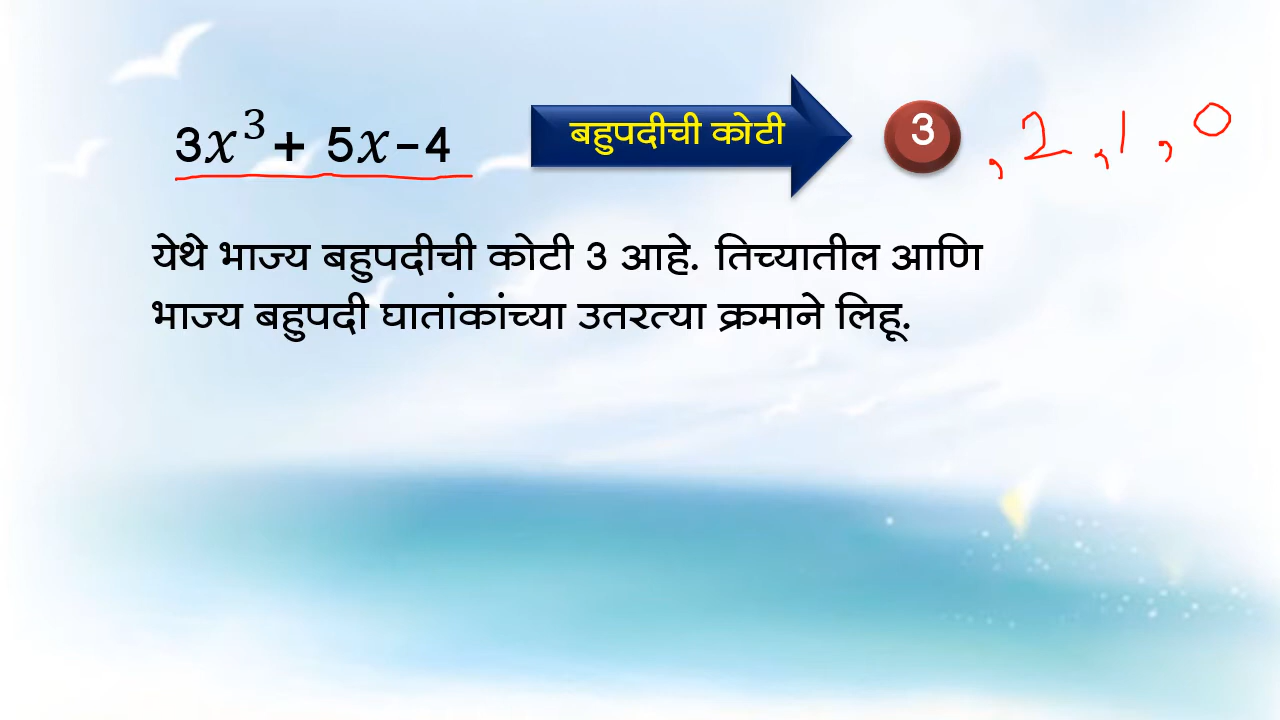 3x³ + 5x – 4 बहुपदीची कोटी 3 , 2 , 1 , 0
येथे भाज्य बहुपदीची कोटी 3 आहे. तिच्यातील आणि
भाज्य बहुपदी घातांकांच्या उतरत्या क्रमाने लिहू.